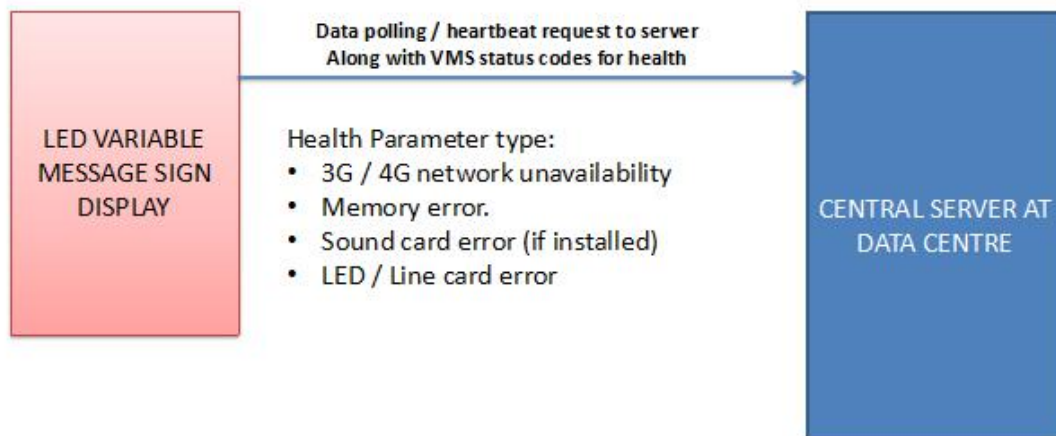 Data polling / heartbeat request to server
Along with VMS status codes for health
LED VARIABLE
MESSAGE SIGN
DISPLAY
Health Parameter type:
• 3G / 4G network unavailability
• Memory error.
• Sound card error (if installed)
• LED / Line card error
CENTRAL SERVER AT
DATA CENTRE